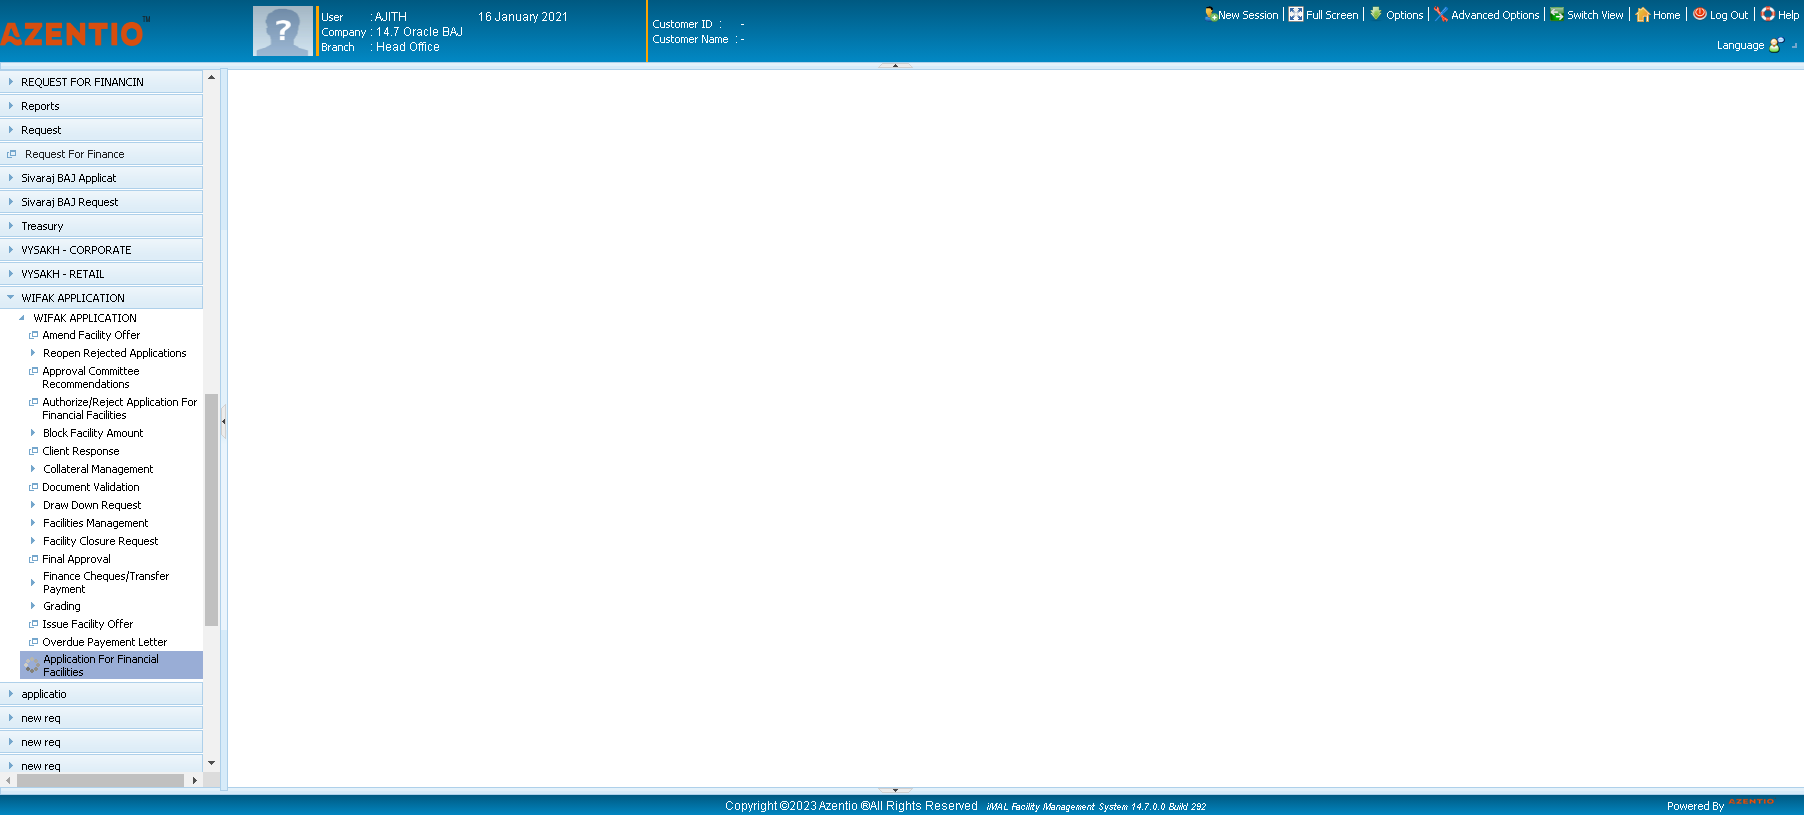 AZENTIO™
User : AJITH 16 January 2021
Company : 14.7 Oracle BAJ
Branch : Head Office
Customer ID : -
Customer Name : -
New Session | Full Screen | Options | Advanced Options | Switch View | Home | Log Out | Help
Language
REQUEST FOR FINANCIN
Reports
Request
Request For Finance
Sivaraj BAJ Applicat
Sivaraj BAJ Request
Treasury
VYSAKH - CORPORATE
VYSAKH - RETAIL
WIFAK APPLICATION
WIFAK APPLICATION
Amend Facility Offer
Reopen Rejected Applications
Approval Committee
Recommendations
Authorize/Reject Application For
Financial Facilities
Block Facility Amount
Client Response
Collateral Management
Document Validation
Draw Down Request
Facilities Management
Facility Closure Request
Final Approval
Finance Cheques/Transfer
Payment
Grading
Issue Facility Offer
Overdue Payement Letter
Application For Financial
Facilities
applicatio
new req
new req
new req
Copyright ©2023 Azentio ®All Rights Reserved iMAL Facility Management System 14.7.0.0 Build 292
Powered By AZENTIO